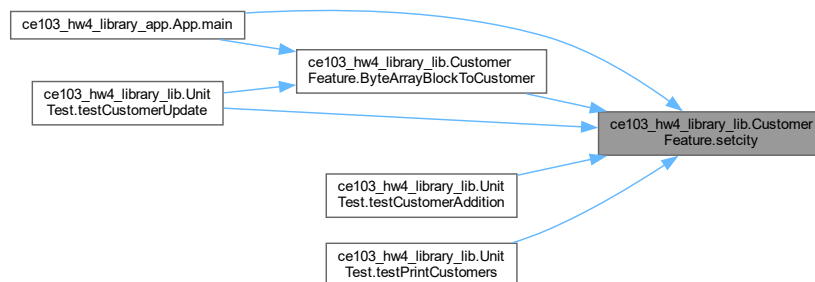 ce103_hw4_library_app.App.main
ce103_hw4_library_lib.Customer
Feature.ByteArrayBlockToCustomer
ce103_hw4_library_lib.Unit
Test.testCustomerUpdate
ce103_hw4_library_lib.Customer
Feature.setcity
ce103_hw4_library_lib.Unit
Test.testCustomerAddition
ce103_hw4_library_lib.Unit
Test.testPrintCustomers